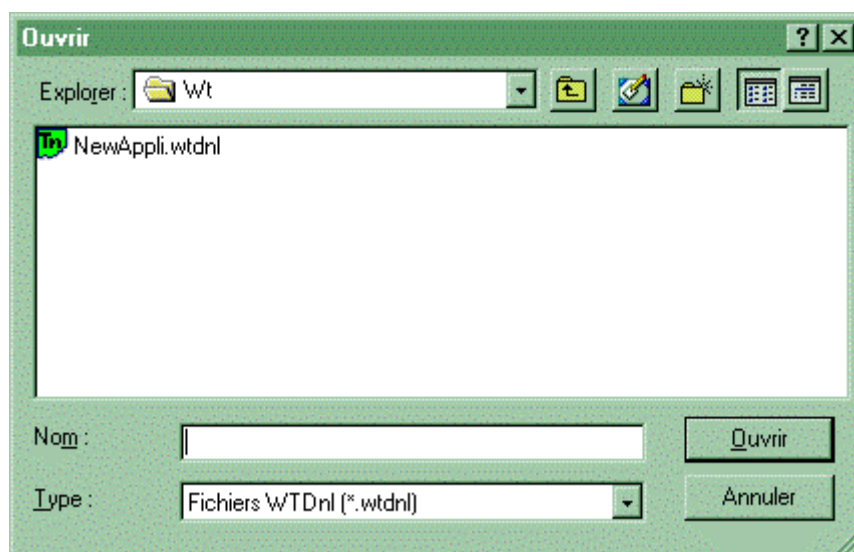 Ouvrir
Explorer : Wt
NewAppli.wtdnl
Nom :
Ouvrir
Type :
Fichiers WTDnl (*.wtdnl)
Annuler